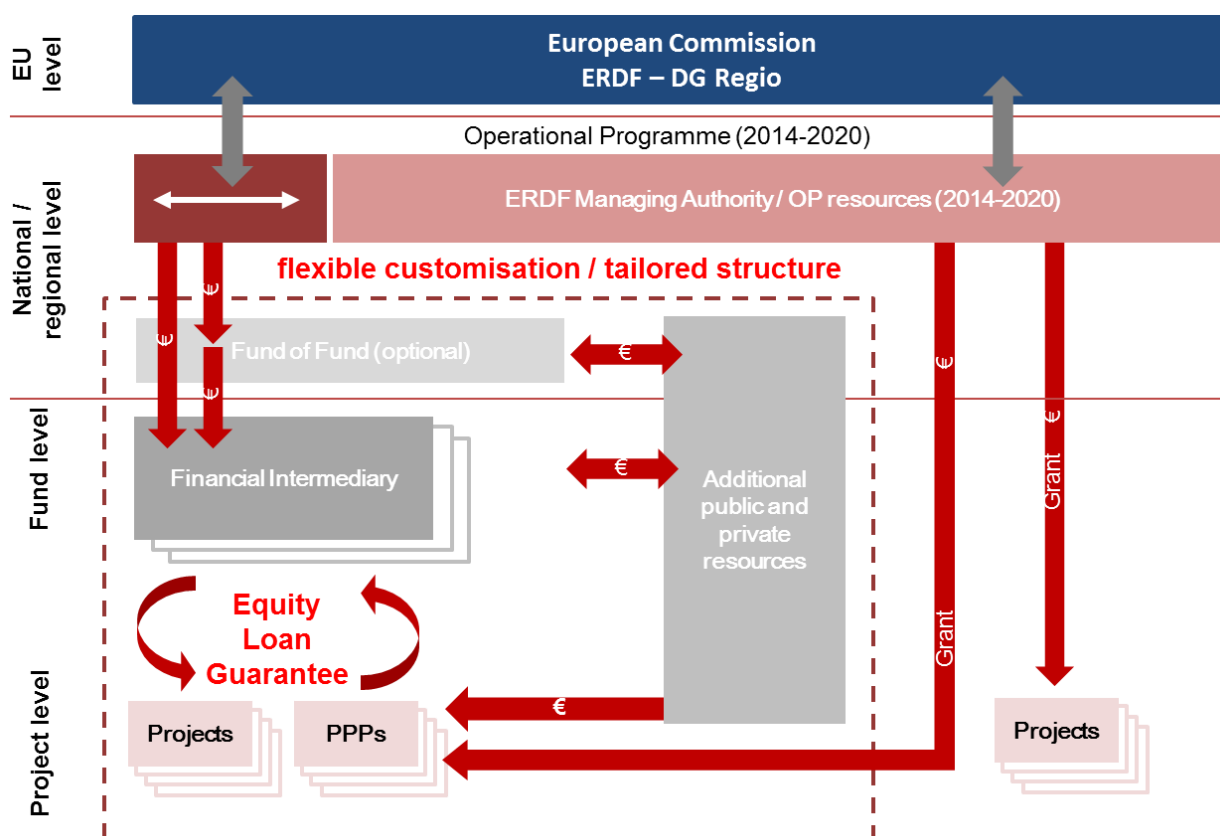 EU
level
European Commission
ERDF – DG Regio
Operational Programme (2014-2020)
National /
regional level
ERDF Managing Authority / OP resources (2014-2020)
flexible customisation / tailored structure
€
€
Fund of Fund (optional)
€
€
€
€
Fund level
Financial Intermediary
€
Additional
public and
private
resources
Grant
Equity
Loan
Guarantee
Grant
Project level
€
Projects
PPPs
Projects